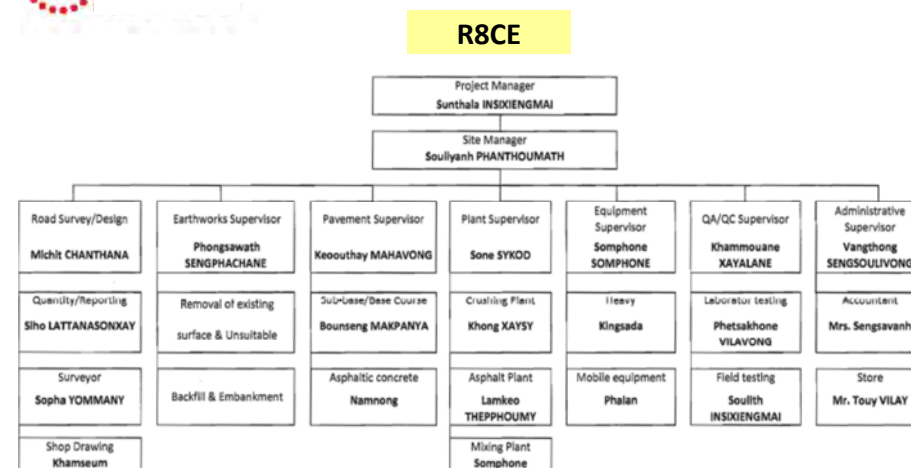 R8CE
Project Manager
Sunthala INSIXIENGMAI
Site Manager
Souliyanh PHANTHOUMATH
Road Survey/Design
Michit CHANTHANA
Earthworks Supervisor
Phongsawath
SENGPHACHANE
Pavement Supervisor
Keoouthay MAHAVONG
Plant Supervisor
Sone SYKOD
Equipment
Supervisor
Somphone
SOMPHONE
QA/QC Supervisor
Khammouane
XAYALANE
Administrative
Supervisor
Vangthong
SENGSOULIVONG
Quantity/Reporting
Siho LATTANASONXAY
Removal of existing
surface & Unsuitable
Sub-base/Base Course
Bounseng MAKPANYA
Crushing Plant
Khong XAYSY
Heavy
Kingsada
Laborator testing
Phetsakhone
VILAVONG
Accountant
Mrs. Sengsavanh
Surveyor
Sopha YOMMANY
Backfill & Embankment
Asphaltic concrete
Namnong
Asphalt Plant
Lamkeo
THEPPHOUMY
Mobile equipment
Phalan
Field testing
Soulith
INSIXIENGMAI
Store
Mr. Touy VILAY
Shop Drawing
Khamseum
Mixing Plant
Somphone